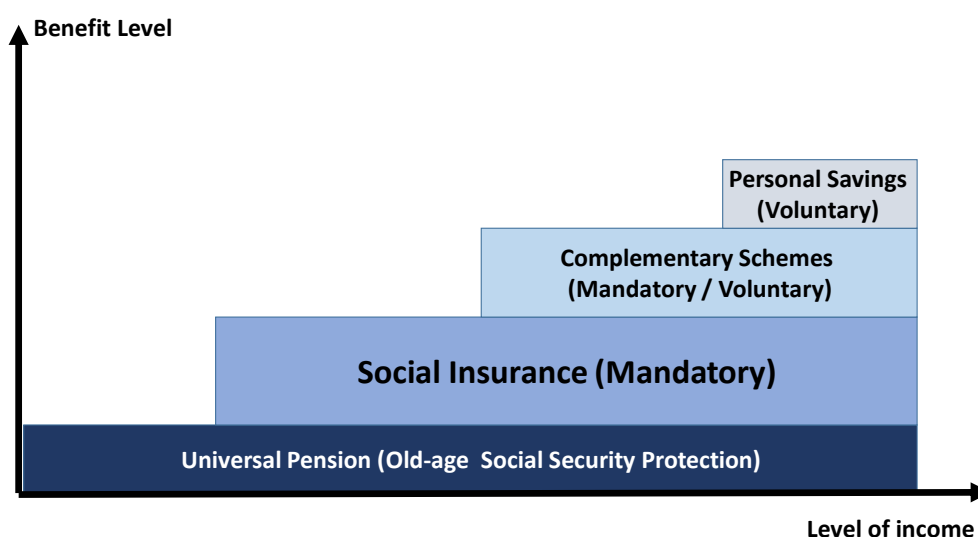 Benefit Level
Personal Savings
(Voluntary)
Complementary Schemes
(Mandatory / Voluntary)
Social Insurance (Mandatory)
Universal Pension (Old-age Social Security Protection)
Level of income